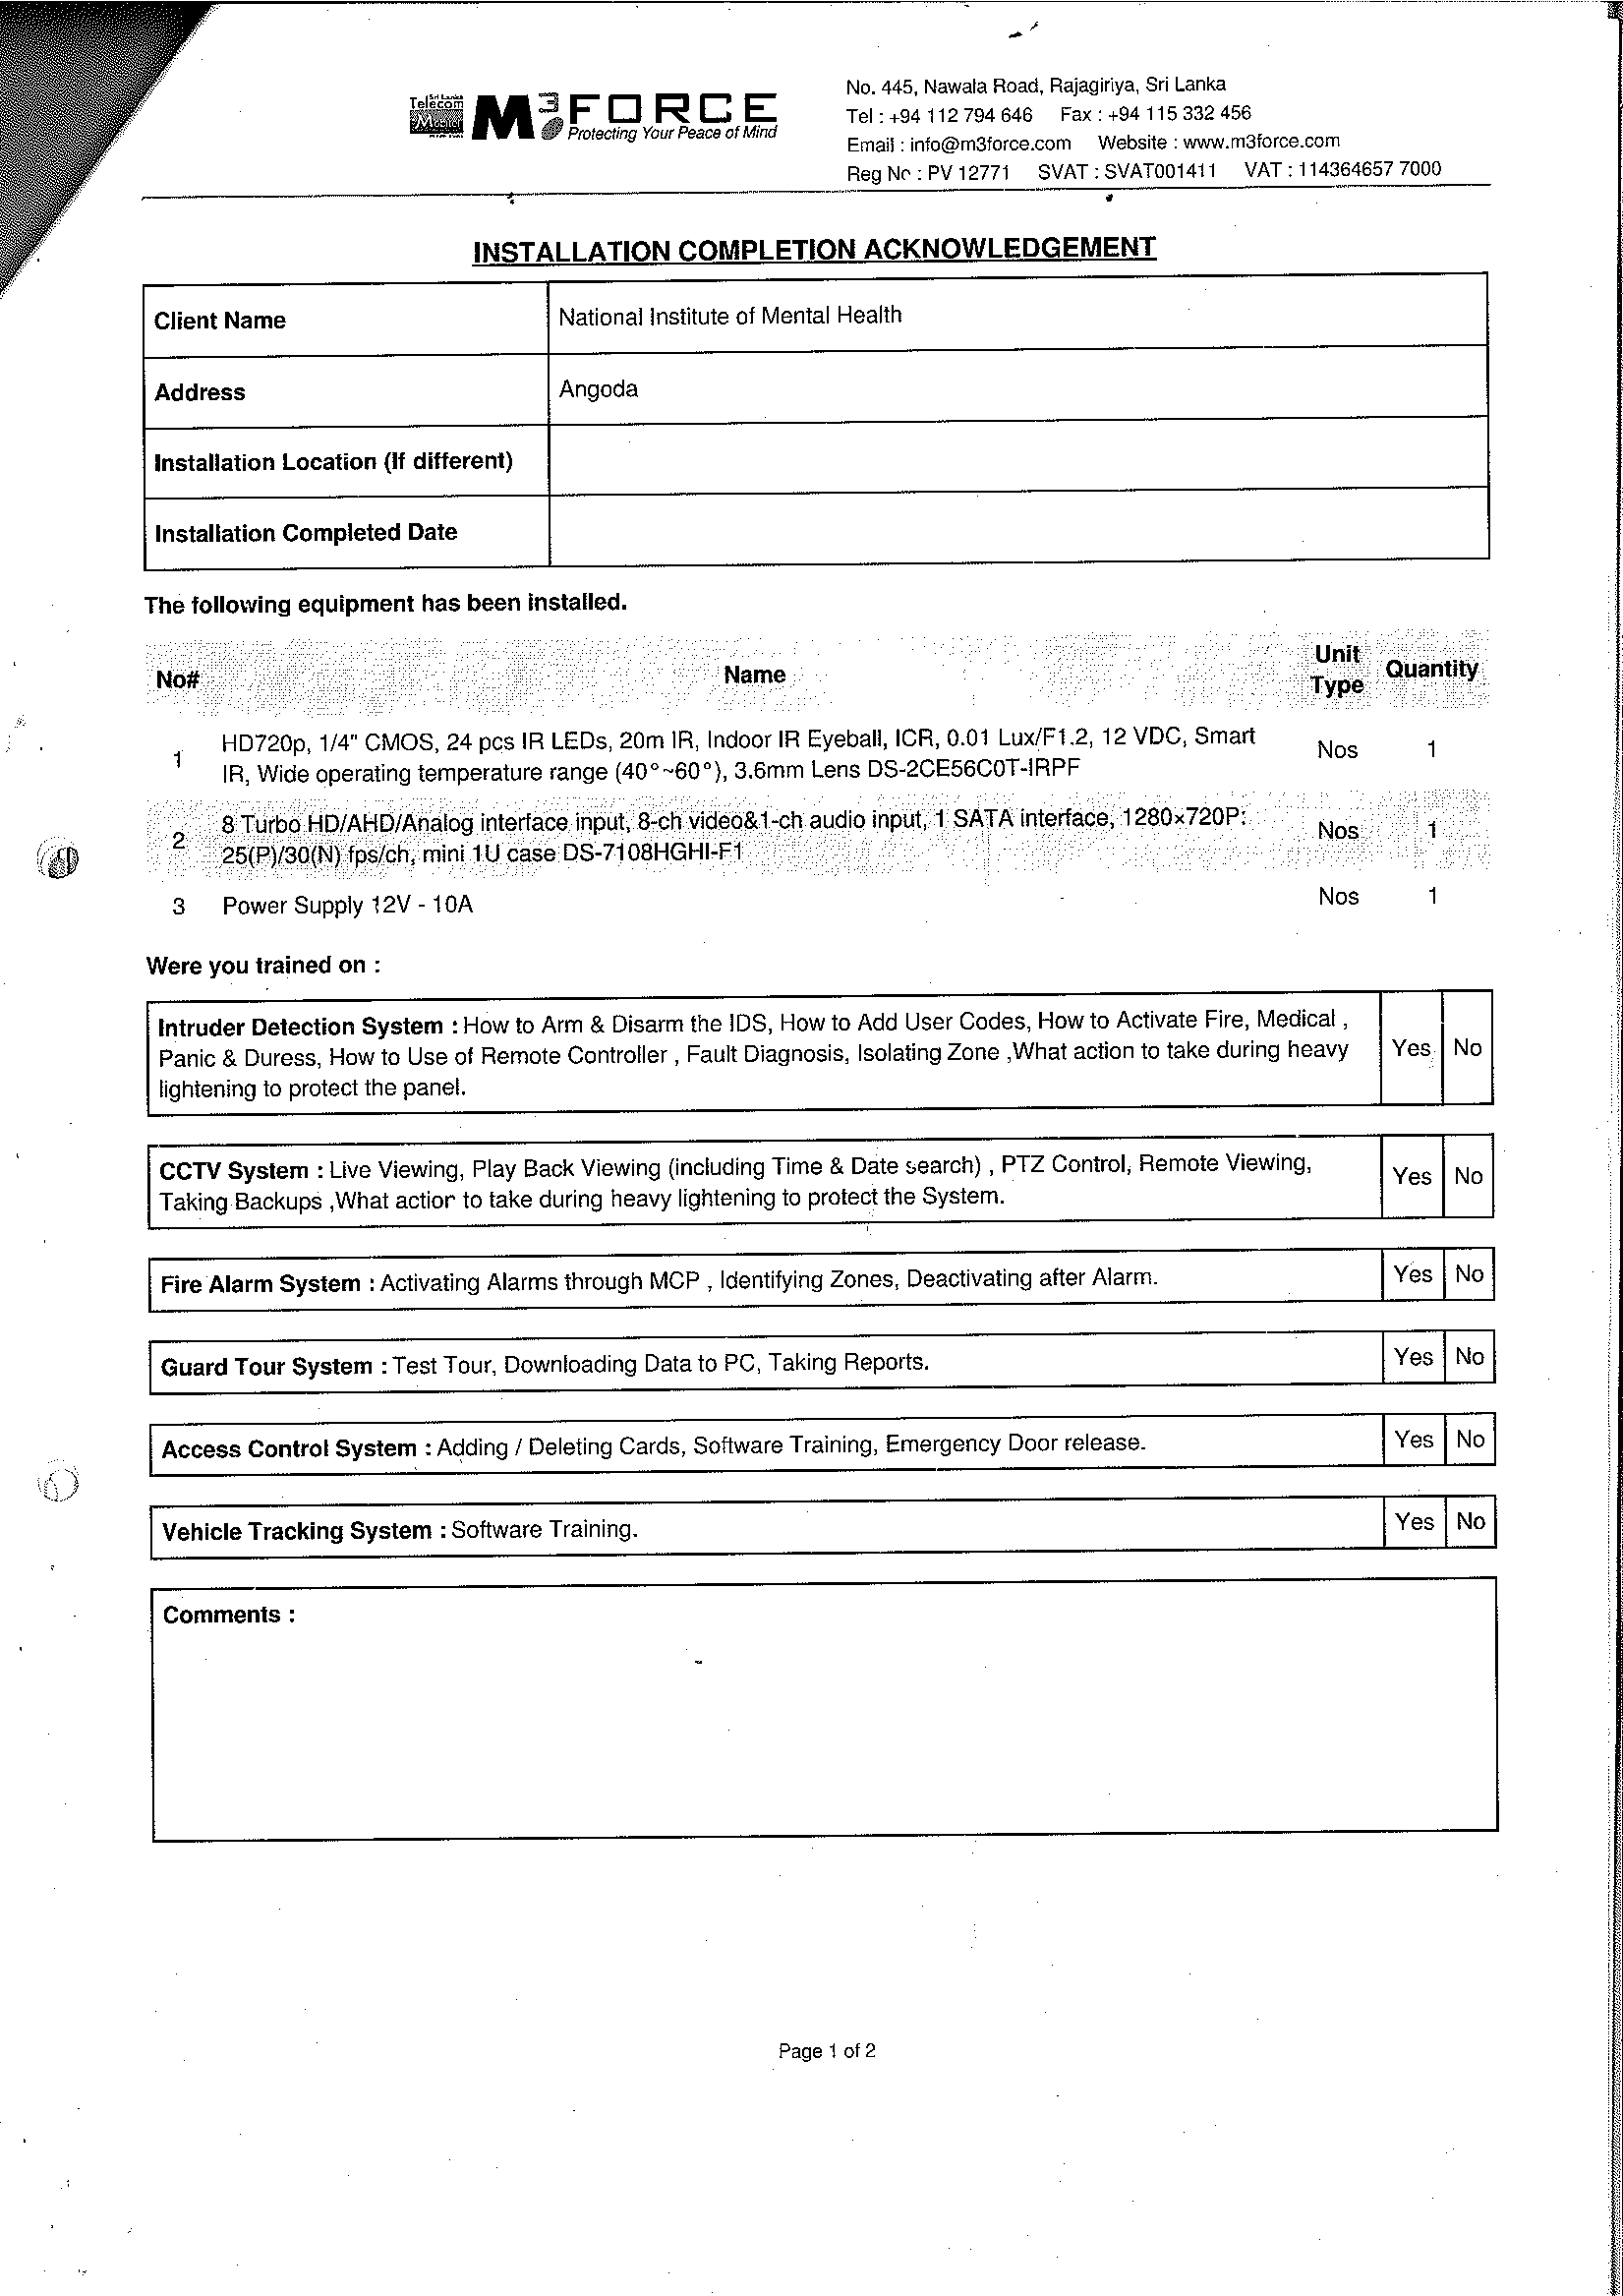 Sri Lanka
Telecom
M3FORCE
Protecting Your Peace of Mind
No. 445, Nawala Road, Rajagiriya, Sri Lanka
Tel : +94 112 794 646 Fax : +94 115 332 456
Email : info@m3force.com Website : www.m3force.com
Reg No : PV 12771 SVAT : SVAT001411 VAT : 114364657 7000
INSTALLATION COMPLETION ACKNOWLEDGEMENT
Client Name National Institute of Mental Health
Address Angoda
Installation Location (If different)
Installation Completed Date
The following equipment has been installed.
No# Name Unit Type Quantity
1 HD720p, 1/4" CMOS, 24 pcs IR LEDs, 20m IR, Indoor IR Eyeball, ICR, 0.01 Lux/F1.2, 12 VDC, Smart Nos 1
IR, Wide operating temperature range (40°~60°), 3.6mm Lens DS-2CE56C0T-IRPF
2 8 Turbo HD/AHD/Analog interface input, 8-ch video&1-ch audio input, 1 SATA interface, 1280×720P: Nos 1
25(P)/30(N) fps/ch, mini 1U case DS-7108HGHI-F1
3 Power Supply 12V - 10A Nos 1
Were you trained on :
Intruder Detection System : How to Arm & Disarm the IDS, How to Add User Codes, How to Activate Fire, Medical ,
Panic & Duress, How to Use of Remote Controller , Fault Diagnosis, Isolating Zone ,What action to take during heavy Yes No
lightening to protect the panel.
CCTV System : Live Viewing, Play Back Viewing (including Time & Date search) , PTZ Control, Remote Viewing, Yes No
Taking Backups ,What action to take during heavy lightening to protect the System.
Fire Alarm System : Activating Alarms through MCP , Identifying Zones, Deactivating after Alarm. Yes No
Guard Tour System : Test Tour, Downloading Data to PC, Taking Reports. Yes No
Access Control System : Adding / Deleting Cards, Software Training, Emergency Door release. Yes No
Vehicle Tracking System : Software Training. Yes No
Comments :
Page 1 of 2